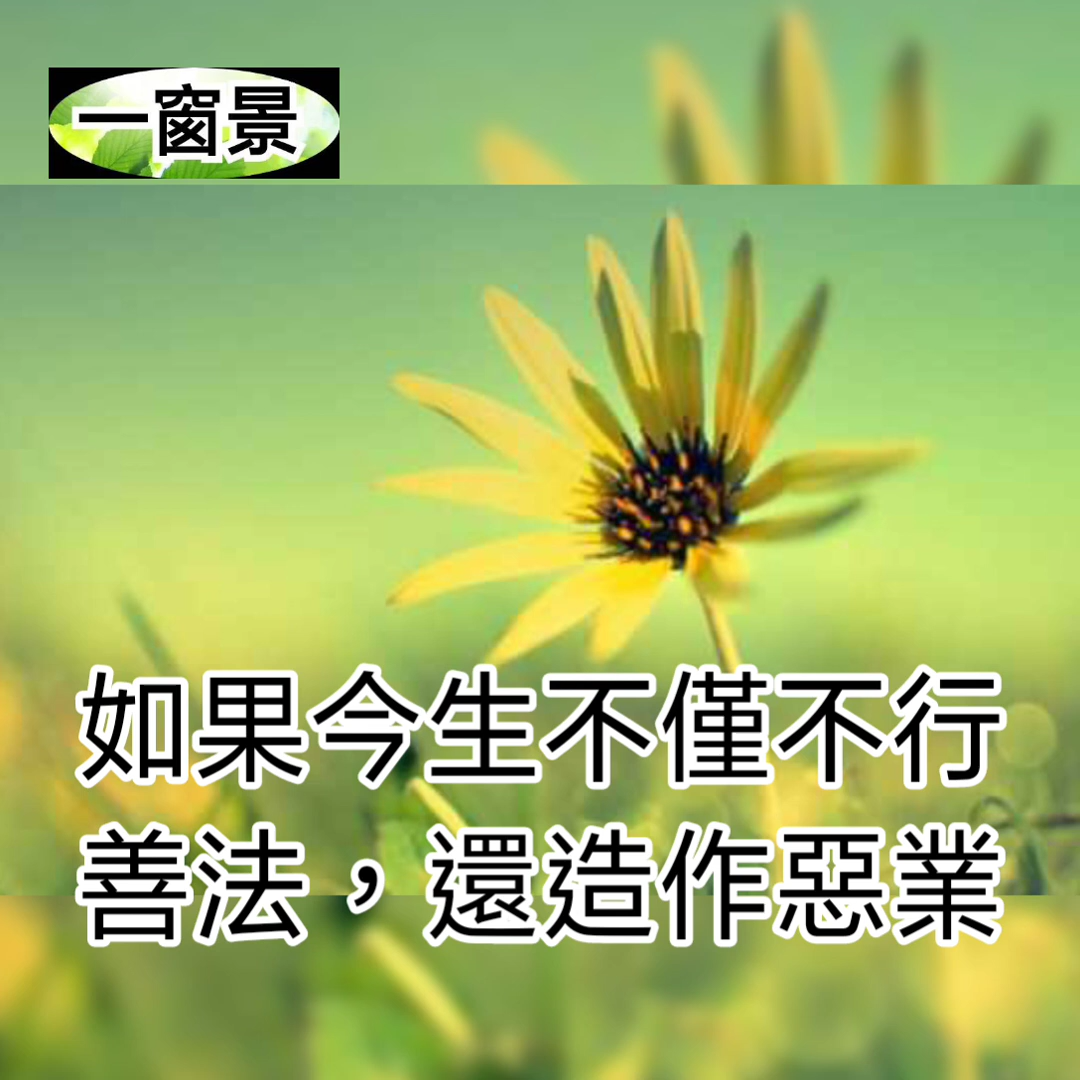 一窗景
如果今生不僅不行
善法，還造作惡業